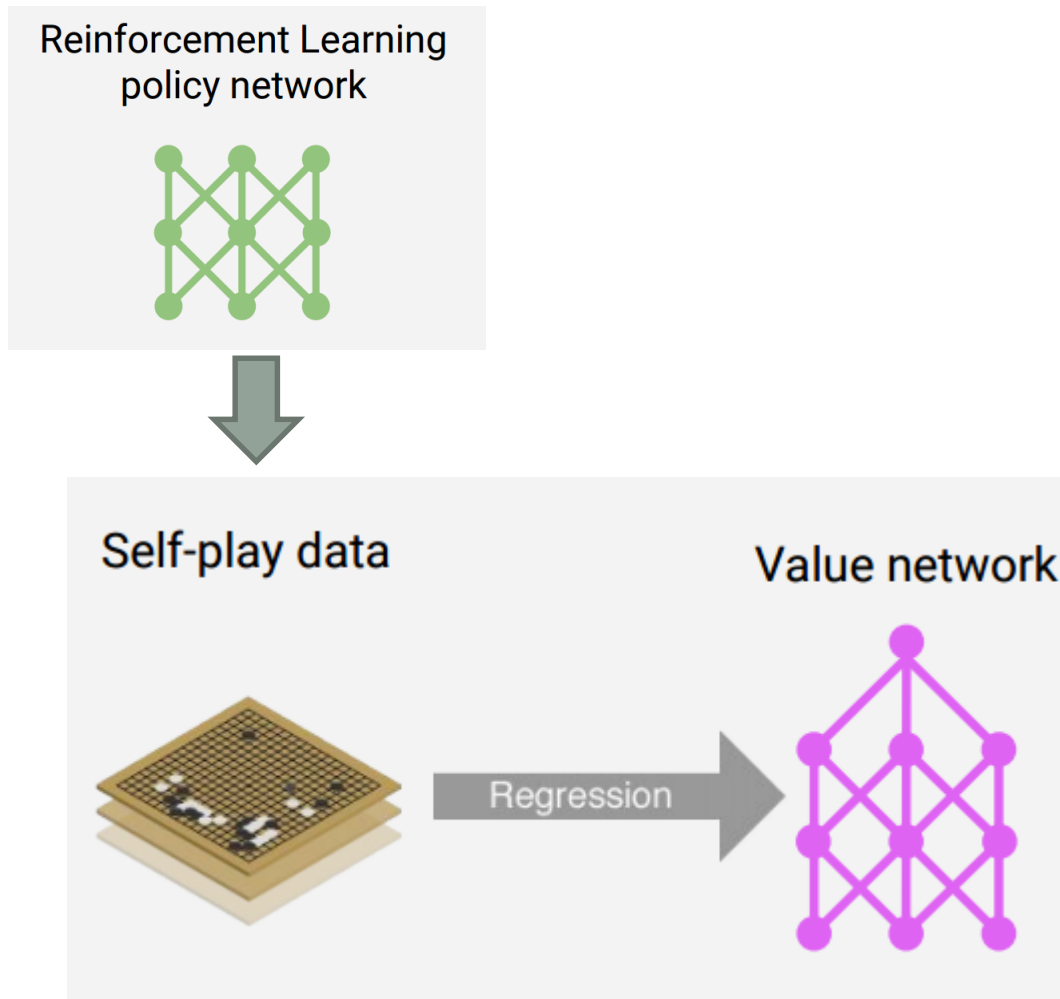 Reinforcement Learning
policy network
Self-play data
Value network
Regression